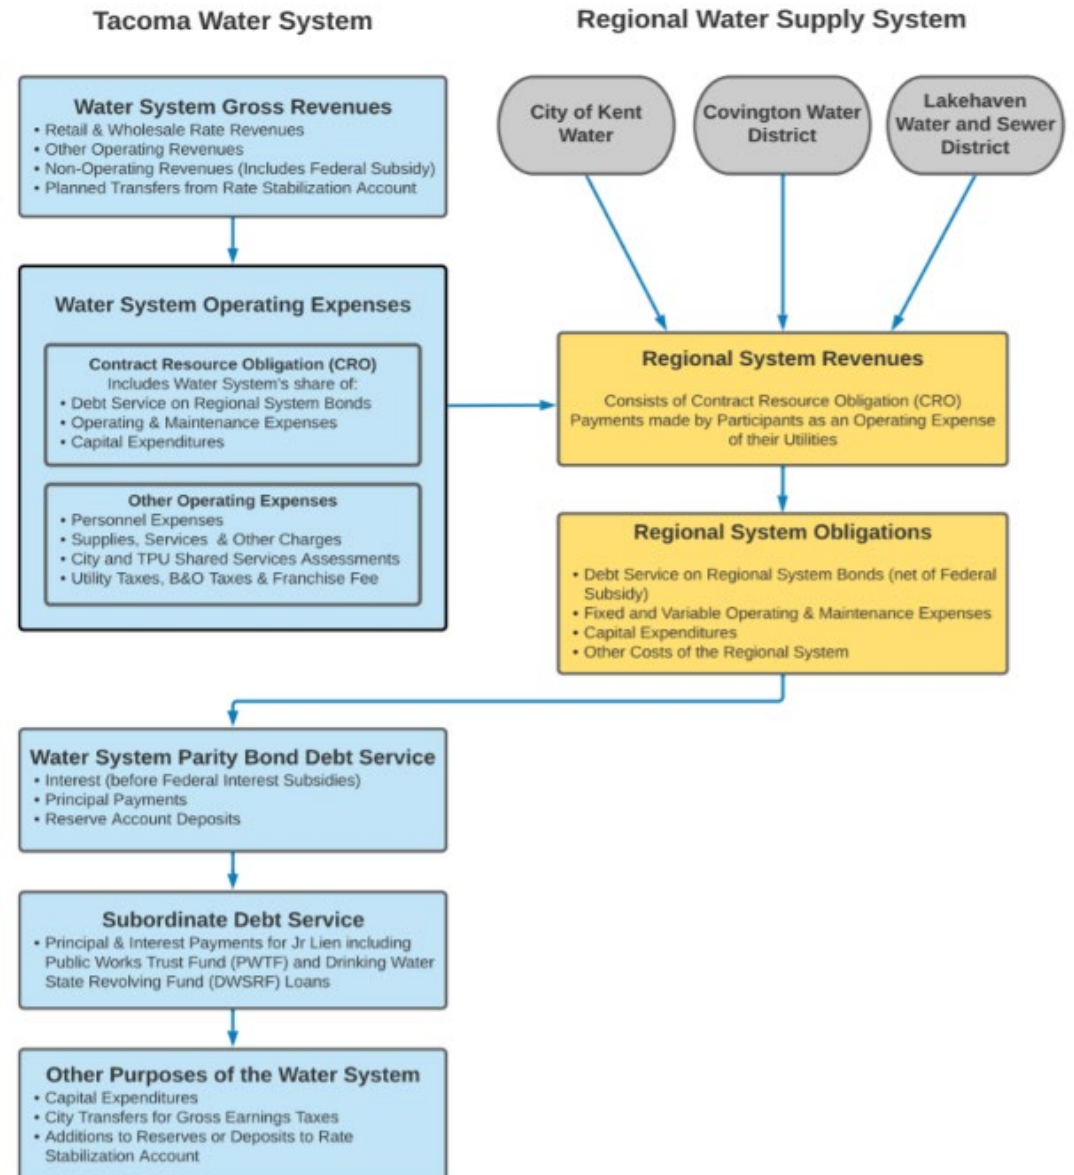 Tacoma Water System
Regional Water Supply System
Water System Gross Revenues
• Retail & Wholesale Rate Revenues
• Other Operating Revenues
• Non-Operating Revenues (Includes Federal Subsidy)
• Planned Transfers from Rate Stabilization Account
City of Kent
Water
Covington Water
District
Lakehaven
Water and Sewer
District
Water System Operating Expenses
Contract Resource Obligation (CRO)
Includes Water System's share of:
• Debt Service on Regional System Bonds
• Operating & Maintenance Expenses
• Capital Expenditures
Other Operating Expenses
• Personnel Expenses
• Supplies, Services & Other Charges
• City and TPU Shared Services Assessments
• Utility Taxes, B&O Taxes & Franchise Fee
Regional System Revenues
Consists of Contract Resource Obligation (CRO)
Payments made by Participants as an Operating Expense
of their Utilities
Regional System Obligations
• Debt Service on Regional System Bonds (net of Federal
Subsidy)
• Fixed and Variable Operating & Maintenance Expenses
• Capital Expenditures
• Other Costs of the Regional System
Water System Parity Bond Debt Service
• Interest (before Federal Interest Subsidies)
• Principal Payments
• Reserve Account Deposits
Subordinate Debt Service
• Principal & Interest Payments for Jr Lien including
Public Works Trust Fund (PWTF) and Drinking Water
State Revolving Fund (DWSRF) Loans
Other Purposes of the Water System
• Capital Expenditures
• City Transfers for Gross Earnings Taxes
• Additions to Reserves or Deposits to Rate
Stabilization Account